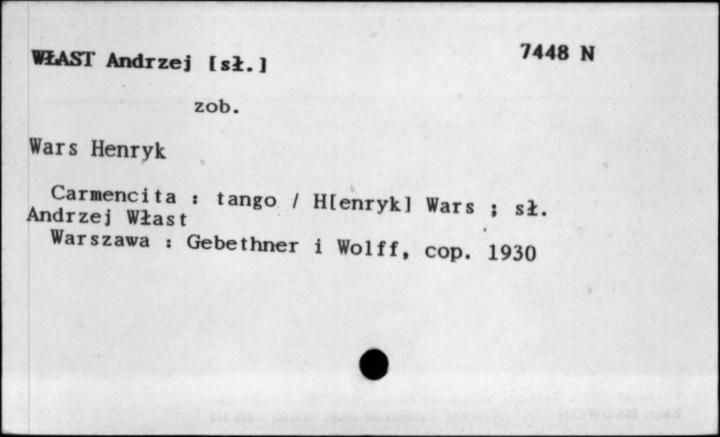 WŁAST Andrzej [sł.] 7448 N
zob.
Wars Henryk
Carmencita : tango / H[enryk] Wars ; sł.
Andrzej Włast
Warszawa : Gebethner i Wolff, cop. 1930